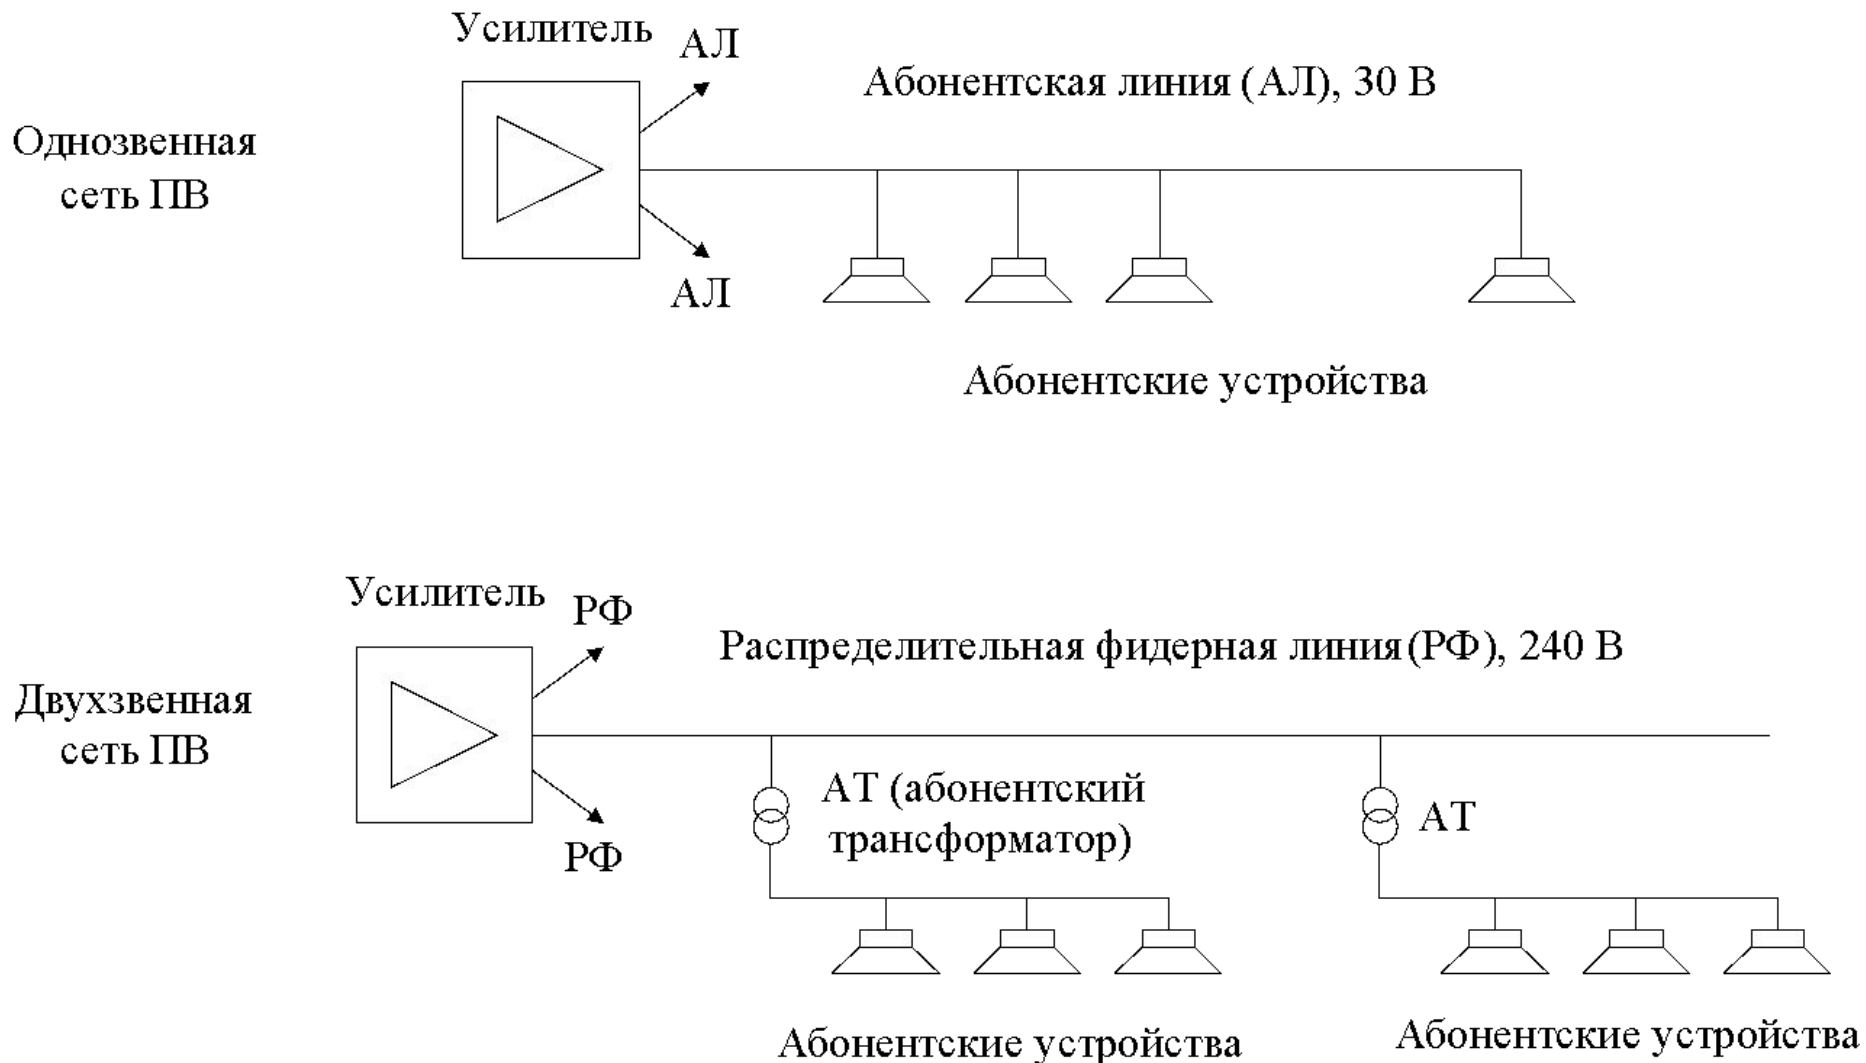 Усилитель
АЛ
Абонентская линия (АЛ), 30 В
Однозвенная
сеть ПВ
АЛ
Абонентские устройства
Усилитель
РФ
Распределительная фидерная линия (РФ), 240 В
Двухзвенная
сеть ПВ
АТ (абонентский
трансформатор)
АТ
РФ
Абонентские устройства
Абонентские устройства